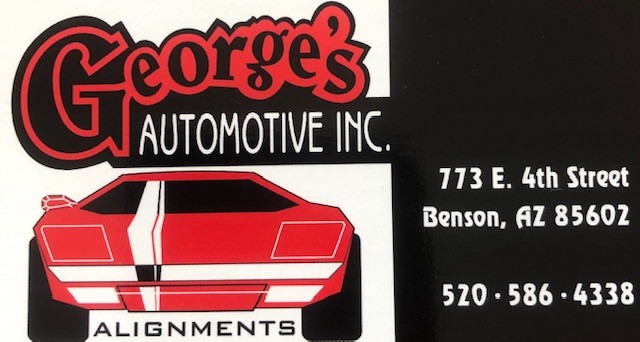 George's
AUTOMOTIVE INC.
ALIGNMENTS
773 E. 4th Street
Benson, AZ 85602
520 · 586 · 4338